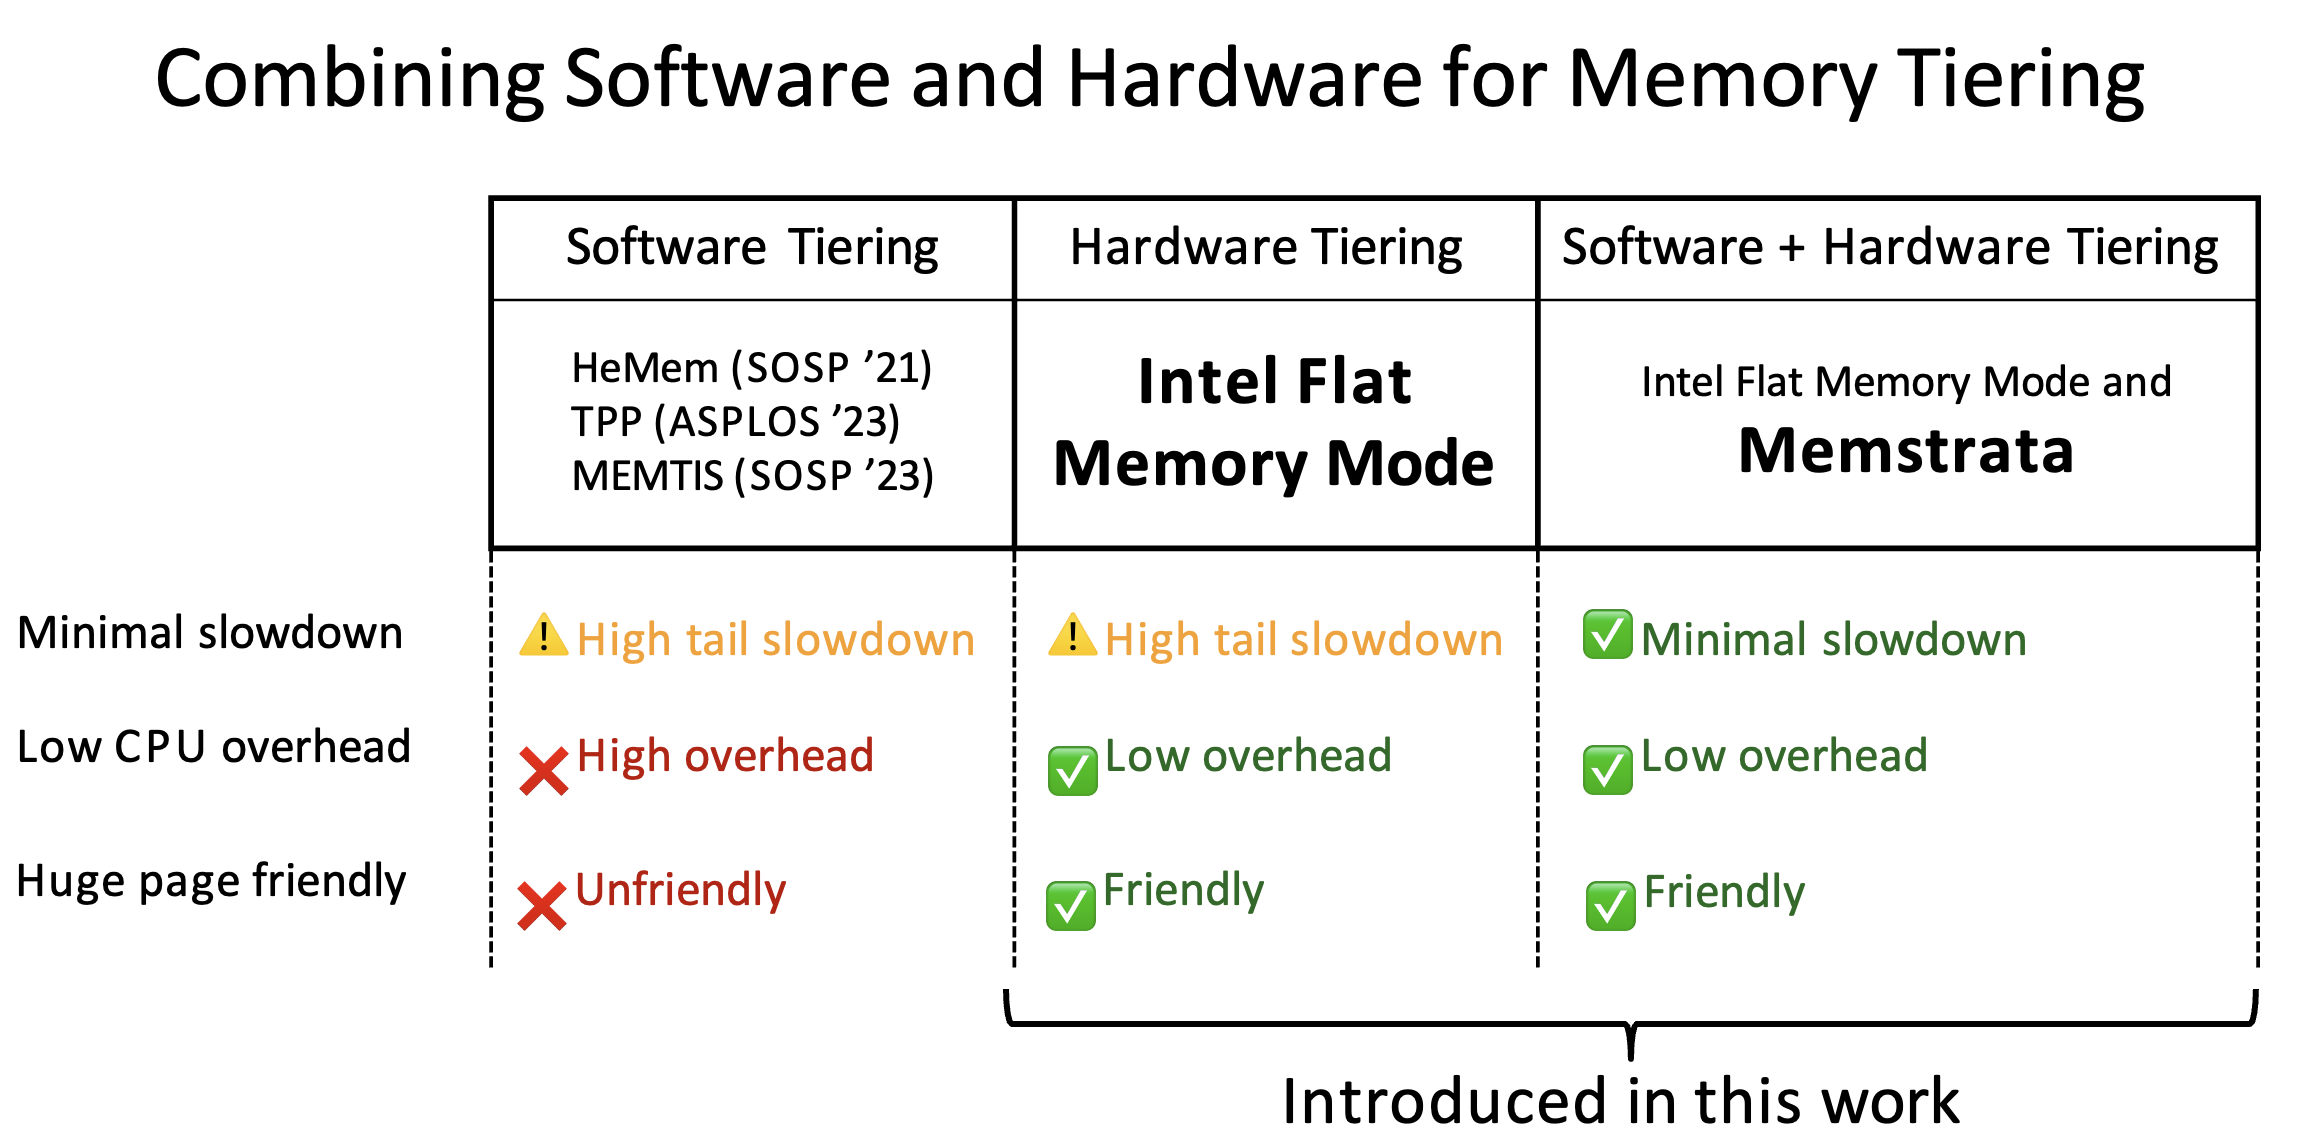 Combining Software and Hardware for Memory Tiering
Software Tiering
Hardware Tiering
Software + Hardware Tiering
HeMem (SOSP ’21)
TPP (ASPLOS ’23)
MEMTIS (SOSP ’23)
Intel Flat
Memory Mode
Intel Flat Memory Mode and
Memstrata
Minimal slowdown
High tail slowdown
High tail slowdown
Minimal slowdown
Low CPU overhead
High overhead
Low overhead
Low overhead
Huge page friendly
Unfriendly
Friendly
Friendly
Introduced in this work